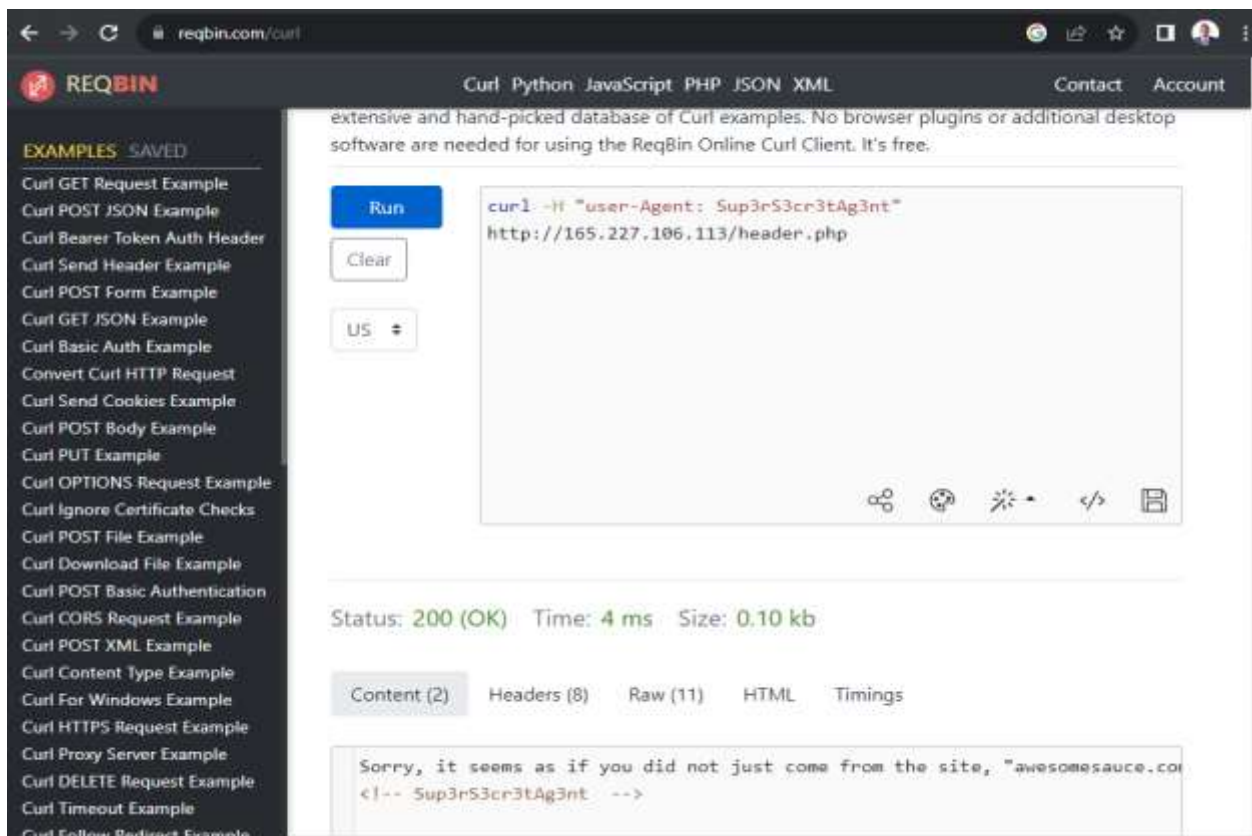 reqbin.com/curl
REQBIN
Curl Python JavaScript PHP JSON XML
Contact Account
EXAMPLES SAVED
Curl GET Request Example
Curl POST JSON Example
Curl Bearer Token Auth Header
Curl Send Header Example
Curl POST Form Example
Curl GET JSON Example
Curl Basic Auth Example
Convert Curl HTTP Request
Curl Send Cookies Example
Curl POST Body Example
Curl PUT Example
Curl OPTIONS Request Example
Curl Ignore Certificate Checks
Curl POST File Example
Curl Download File Example
Curl POST Basic Authentication
Curl CORS Request Example
Curl POST XML Example
Curl Content Type Example
Curl For Windows Example
Curl HTTPS Request Example
Curl Proxy Server Example
Curl DELETE Request Example
Curl Timeout Example
Curl Follow Redirect Example
extensive and hand-picked database of Curl examples. No browser plugins or additional desktop
software are needed for using the ReqBin Online Curl Client. It's free.
Run
Clear
US
curl -H "user-Agent: Sup3rS3cr3tAg3nt"
http://165.227.106.113/header.php
</>
Status: 200 (OK) Time: 4 ms Size: 0.10 kb
Content (2) Headers (8) Raw (11) HTML Timings
Sorry, it seems as if you did not just come from the site, "awesomesauce.co
<!-- Sup3rS3cr3tAg3nt -->